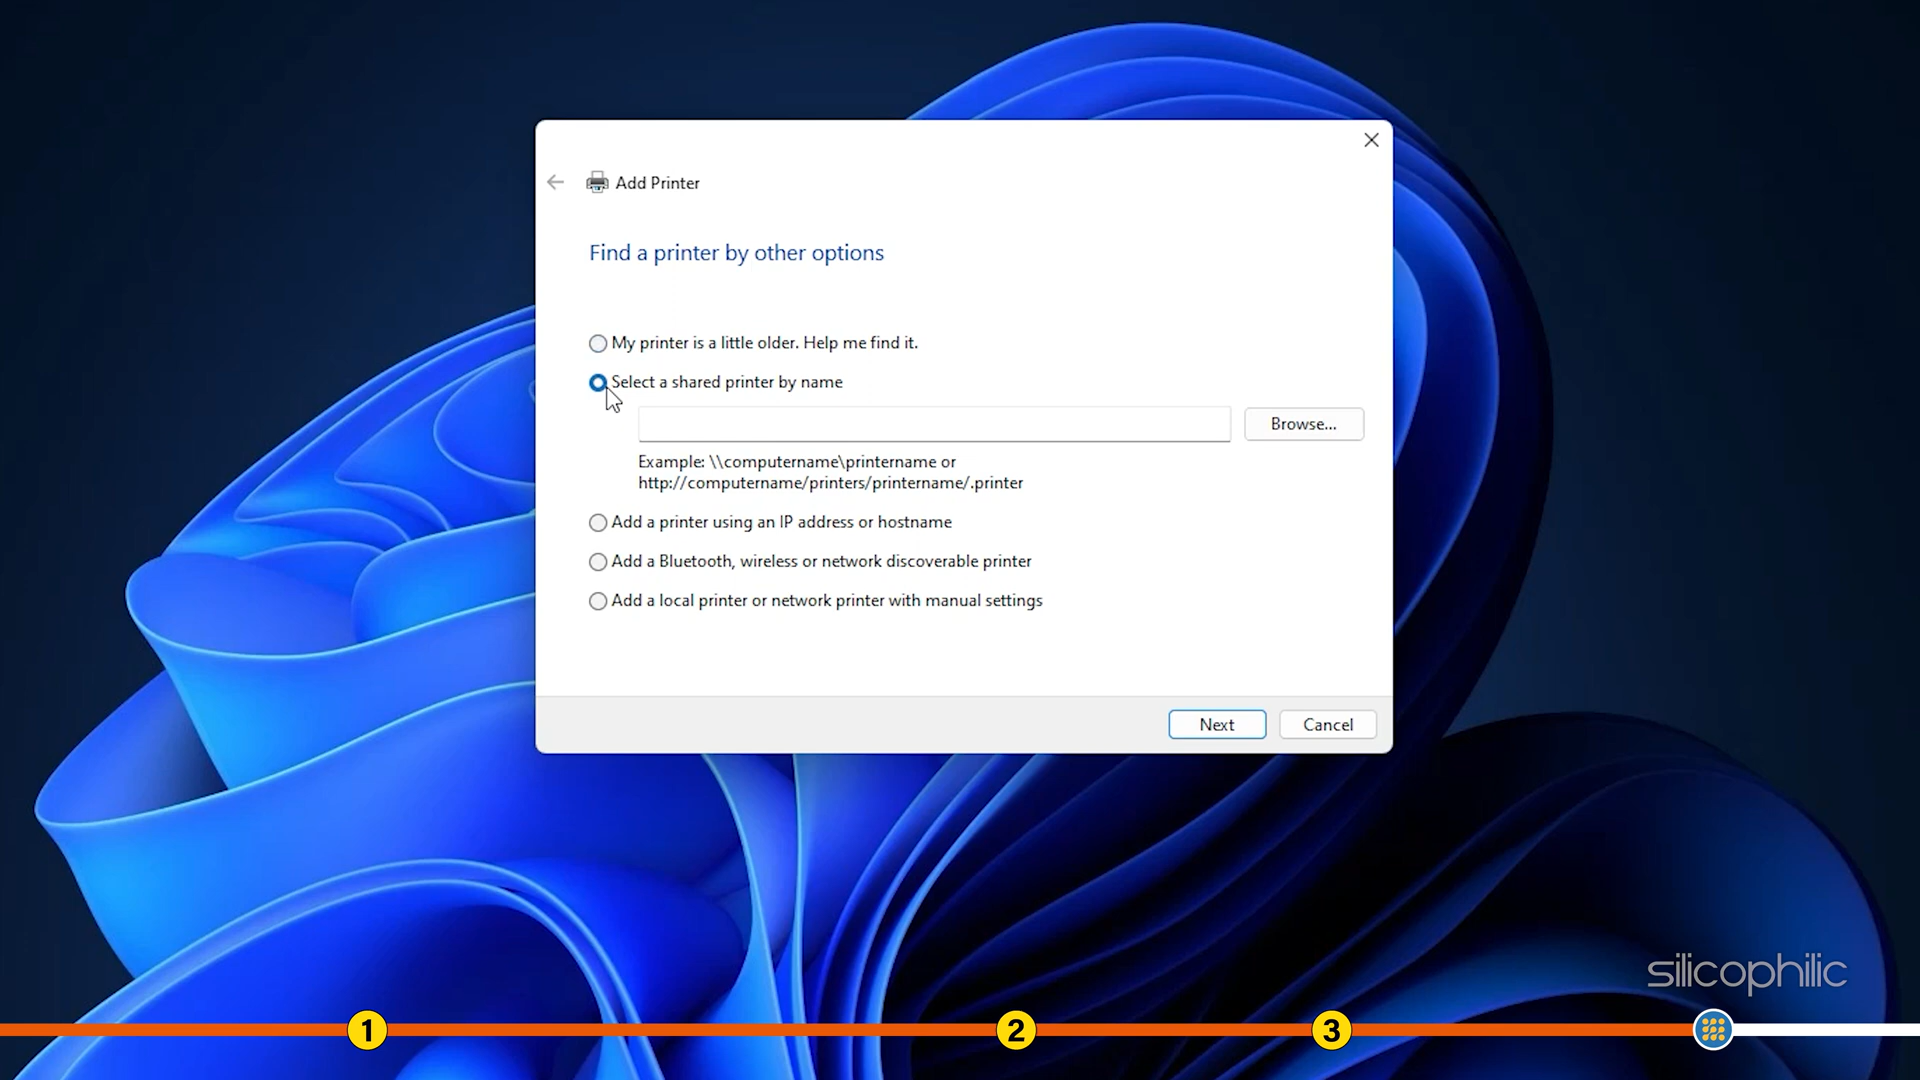 Add Printer
Find a printer by other options
My printer is a little older. Help me find it.
Select a shared printer by name
Browse...
Example: \\computername\printername or
http://computername/printers/printername/.printer
Add a printer using an IP address or hostname
Add a Bluetooth, wireless or network discoverable printer
Add a local printer or network printer with manual settings
Next
Cancel
silicophilic
1
2
3